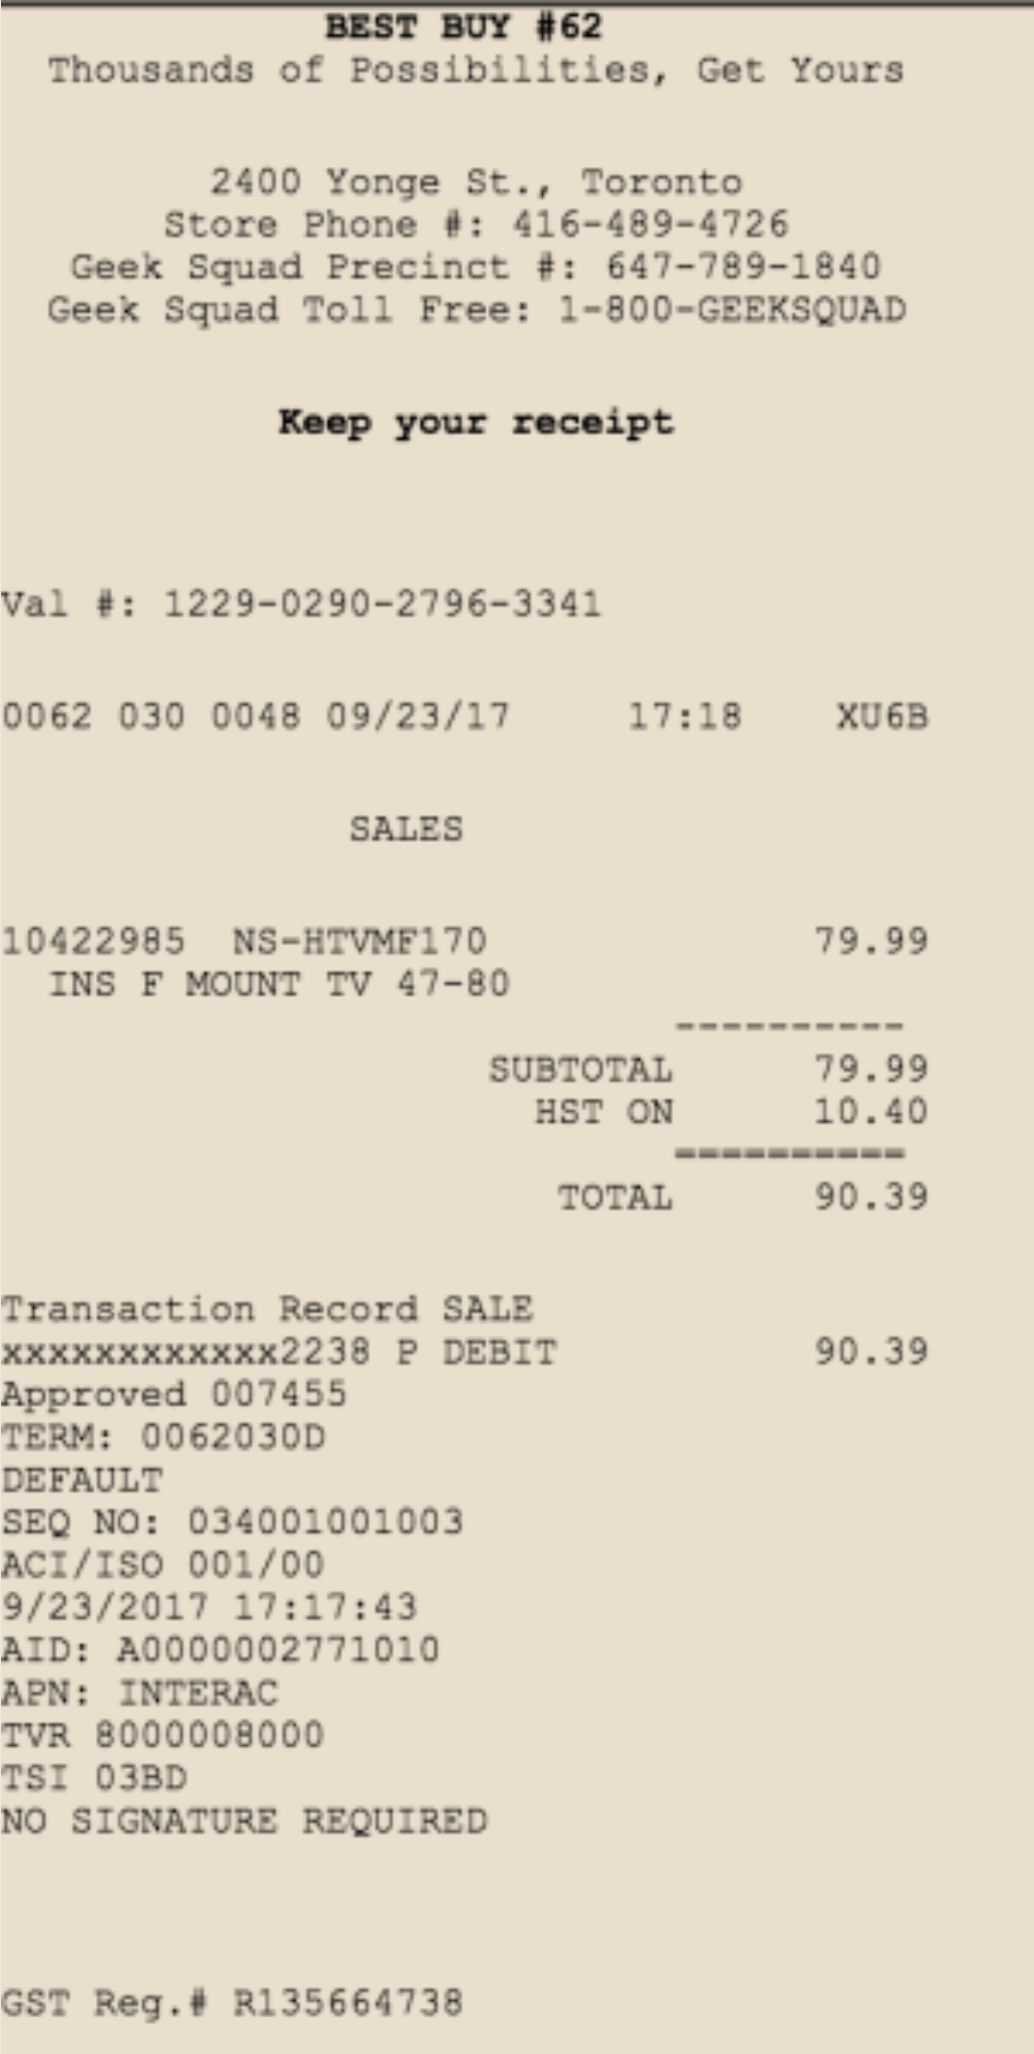 BEST BUY #62
Thousands of Possibilities, Get Yours
2400 Yonge St., Toronto
Store Phone #: 416-489-4726
Geek Squad Precinct #: 647-789-1840
Geek Squad Toll Free: 1-800-GEEKSQUAD
Keep your receipt
Val #: 1229-0290-2796-3341
0062 030 0048 09/23/17 17:18 XU6B
SALES
10422985 NS-HTVMF170 79.99
INS F MOUNT TV 47-80
----------
SUBTOTAL 79.99
HST ON 10.40
==========
TOTAL 90.39
Transaction Record SALE
xxxxxxxxxxxx2238 P DEBIT 90.39
Approved 007455
TERM: 0062030D
DEFAULT
SEQ NO: 034001001003
ACI/ISO 001/00
9/23/2017 17:17:43
AID: A0000002771010
APN: INTERAC
TVR 8000008000
TSI 03BD
NO SIGNATURE REQUIRED
GST Reg.# R135664738